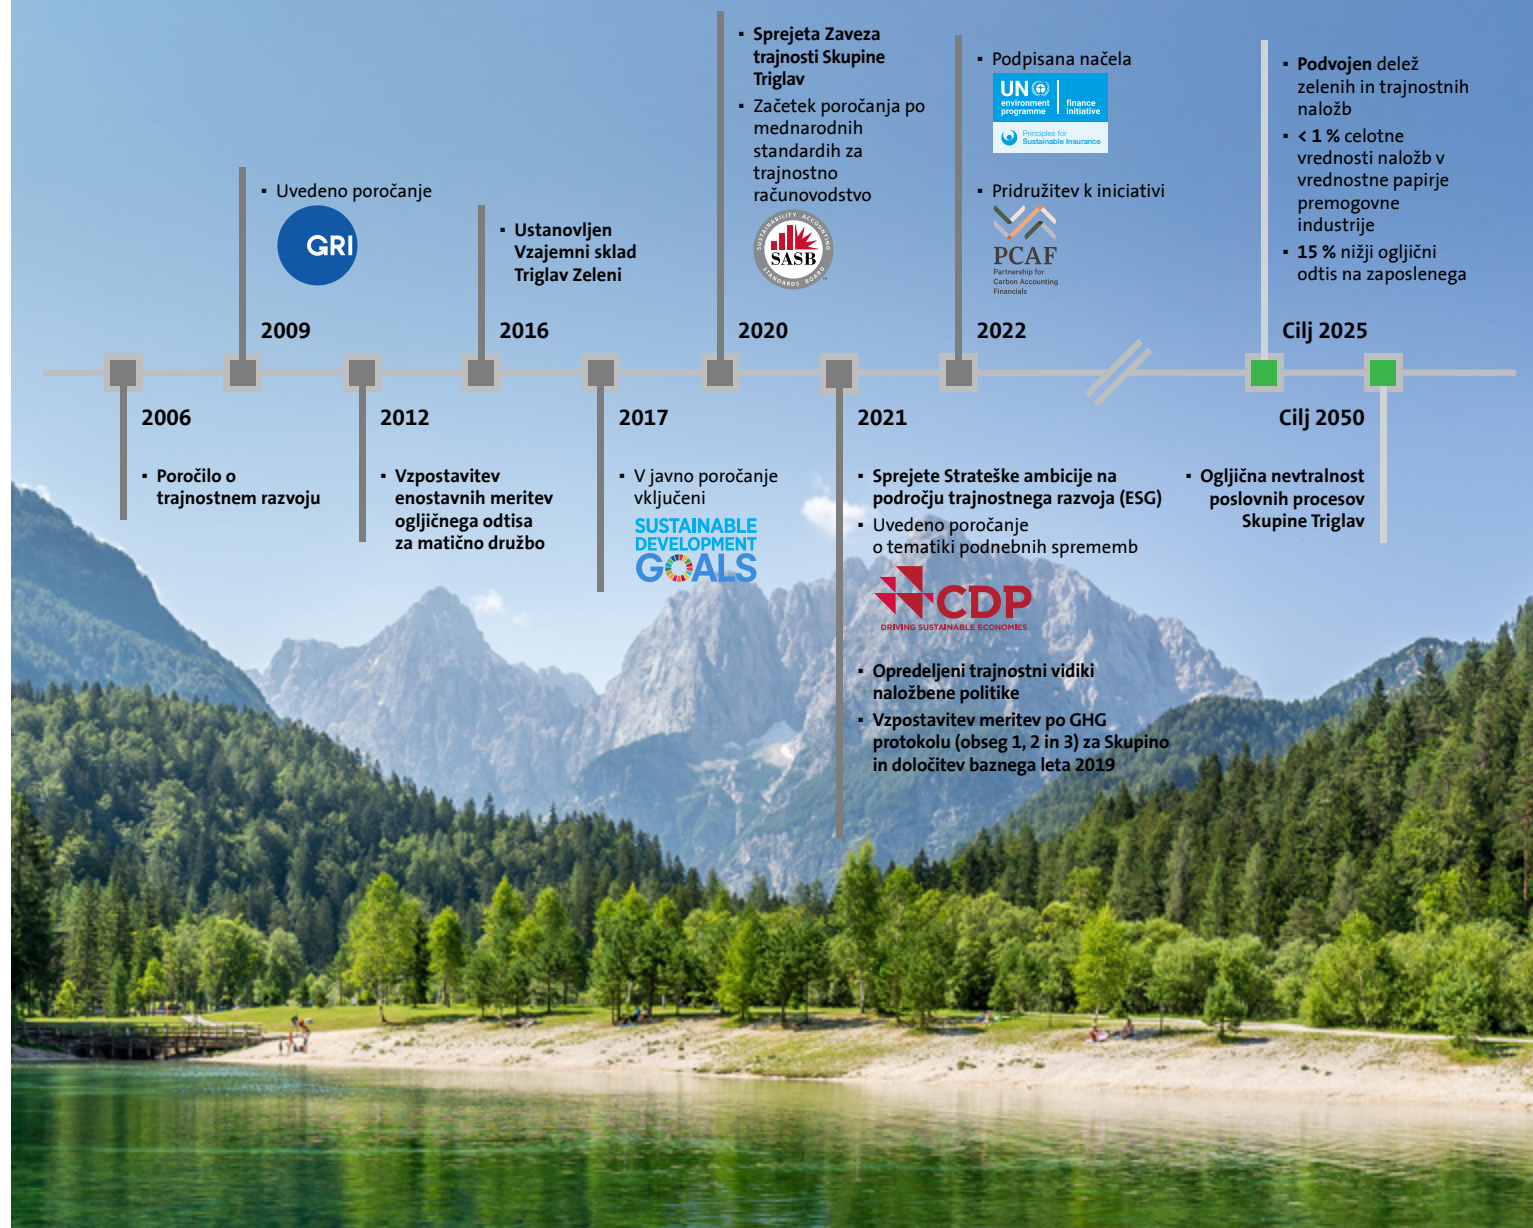 ▪ Uvedeno poročanje
GRI
2009
▪ Ustanovljen
Vzajemni sklad
Triglav Zeleni
2016
▪ Sprejeta Zaveza
trajnosti Skupine
Triglav
▪ Začetek poročanja po
mednarodnih
standardih za
trajnostno
računovodstvo
SUSTAINABILITY ACCOUNTING
SASB
STANDARDS BOARD
2020
▪ Podpisana načela
UN
environment
programme
finance
initiative
Principles for
Sustainable Insurance
▪ Pridružitev k iniciativi
PCAF
Partnership for
Carbon Accounting
Financials
2022
▪ Podvojen delež
zelenih in trajnostnih
naložb
▪ < 1 % celotne
vrednosti naložb v
vrednostne papirje
premogovne
industrije
▪ 15 % nižji ogljični
odtis na zaposlenega
Cilj 2025
2006
▪ Poročilo o
trajnostnem razvoju
2012
▪ Vzpostavitev
enostavnih meritev
ogljičnega odtisa
za matično družbo
2017
▪ V javno poročanje
vključeni
SUSTAINABLE
DEVELOPMENT
GOALS
2021
▪ Sprejete Strateške ambicije na
področju trajnostnega razvoja (ESG)
▪ Uvedeno poročanje
o tematiki podnebnih sprememb
CDP
DRIVING SUSTAINABLE ECONOMIES
▪ Opredeljeni trajnostni vidiki
naložbene politike
▪ Vzpostavitev meritev po GHG
protokolu (obseg 1, 2 in 3) za Skupino
in določitev baznega leta 2019
Cilj 2050
▪ Ogljična nevtralnost
poslovnih procesov
Skupine Triglav